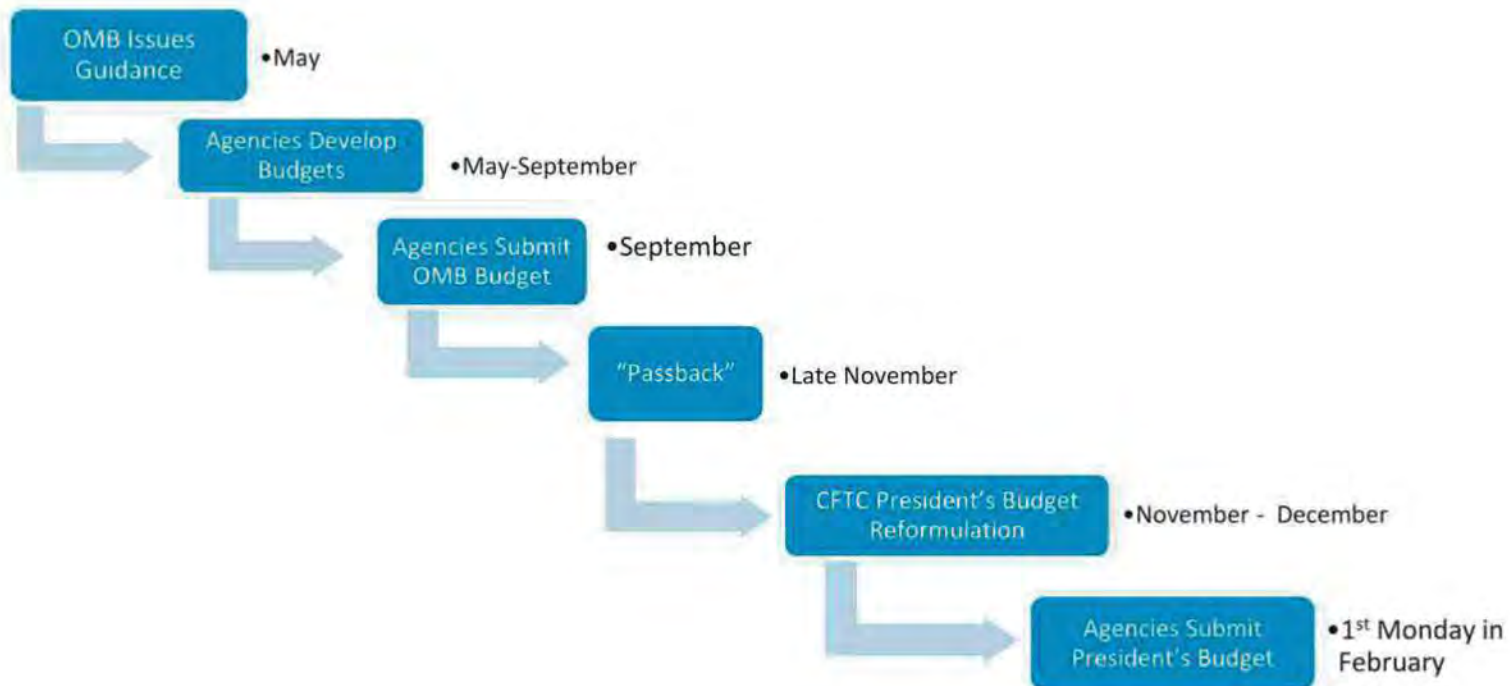 OMB Issues
Guidance
•May
Agencies Develop
Budgets
•May-September
Agencies Submit
OMB Budget
•September
“Passback”
•Late November
CFTC President’s Budget
Reformulation
•November - December
Agencies Submit
President’s Budget
•1st Monday in
February